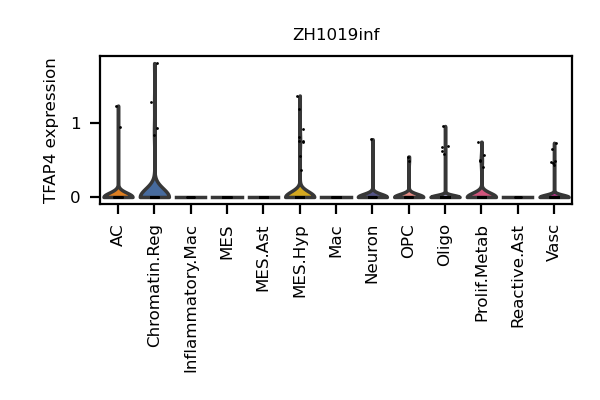 ZH1019inf
TFAP4 expression
1
0
AC
Chromatin.Reg
Inflammatory.Mac
MES
MES.Ast
MES.Hyp
Mac
Neuron
OPC
Oligo
Prolif.Metab
Reactive.Ast
Vasc